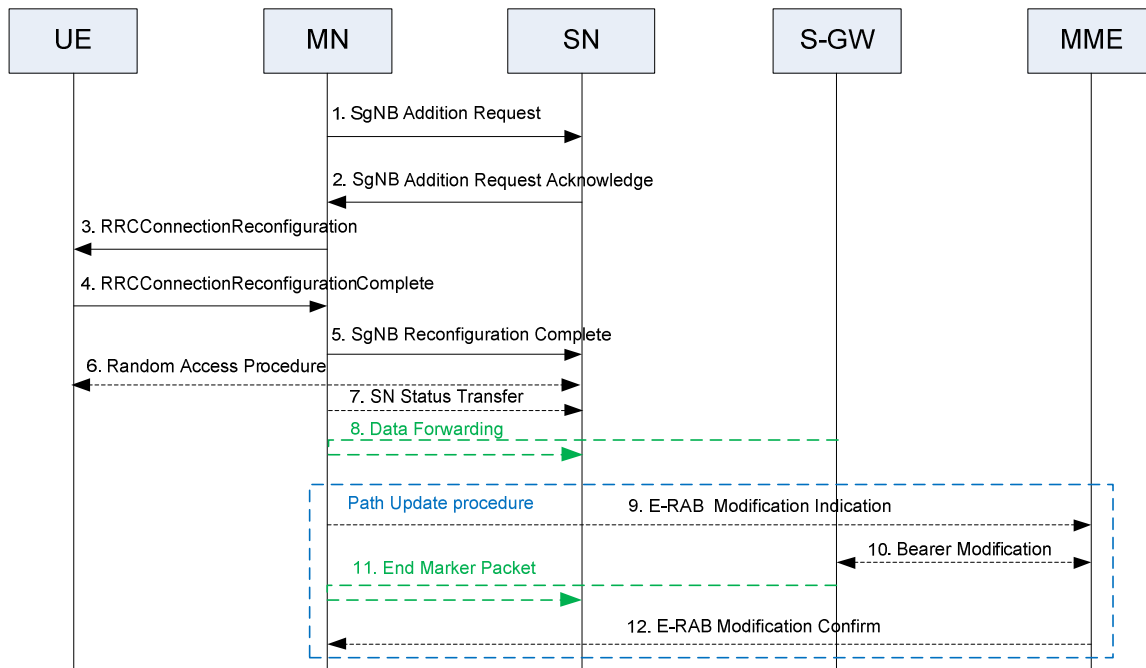 UE MN SN S-GW MME
1. SgNB Addition Request
2. SgNB Addition Request Acknowledge
3. RRCConnectionReconfiguration
4. RRCConnectionReconfigurationComplete
5. SgNB Reconfiguration Complete
6. Random Access Procedure
7. SN Status Transfer
8. Data Forwarding
Path Update procedure
9. E-RAB Modification Indication
10. Bearer Modification
11. End Marker Packet
12. E-RAB Modification Confirm